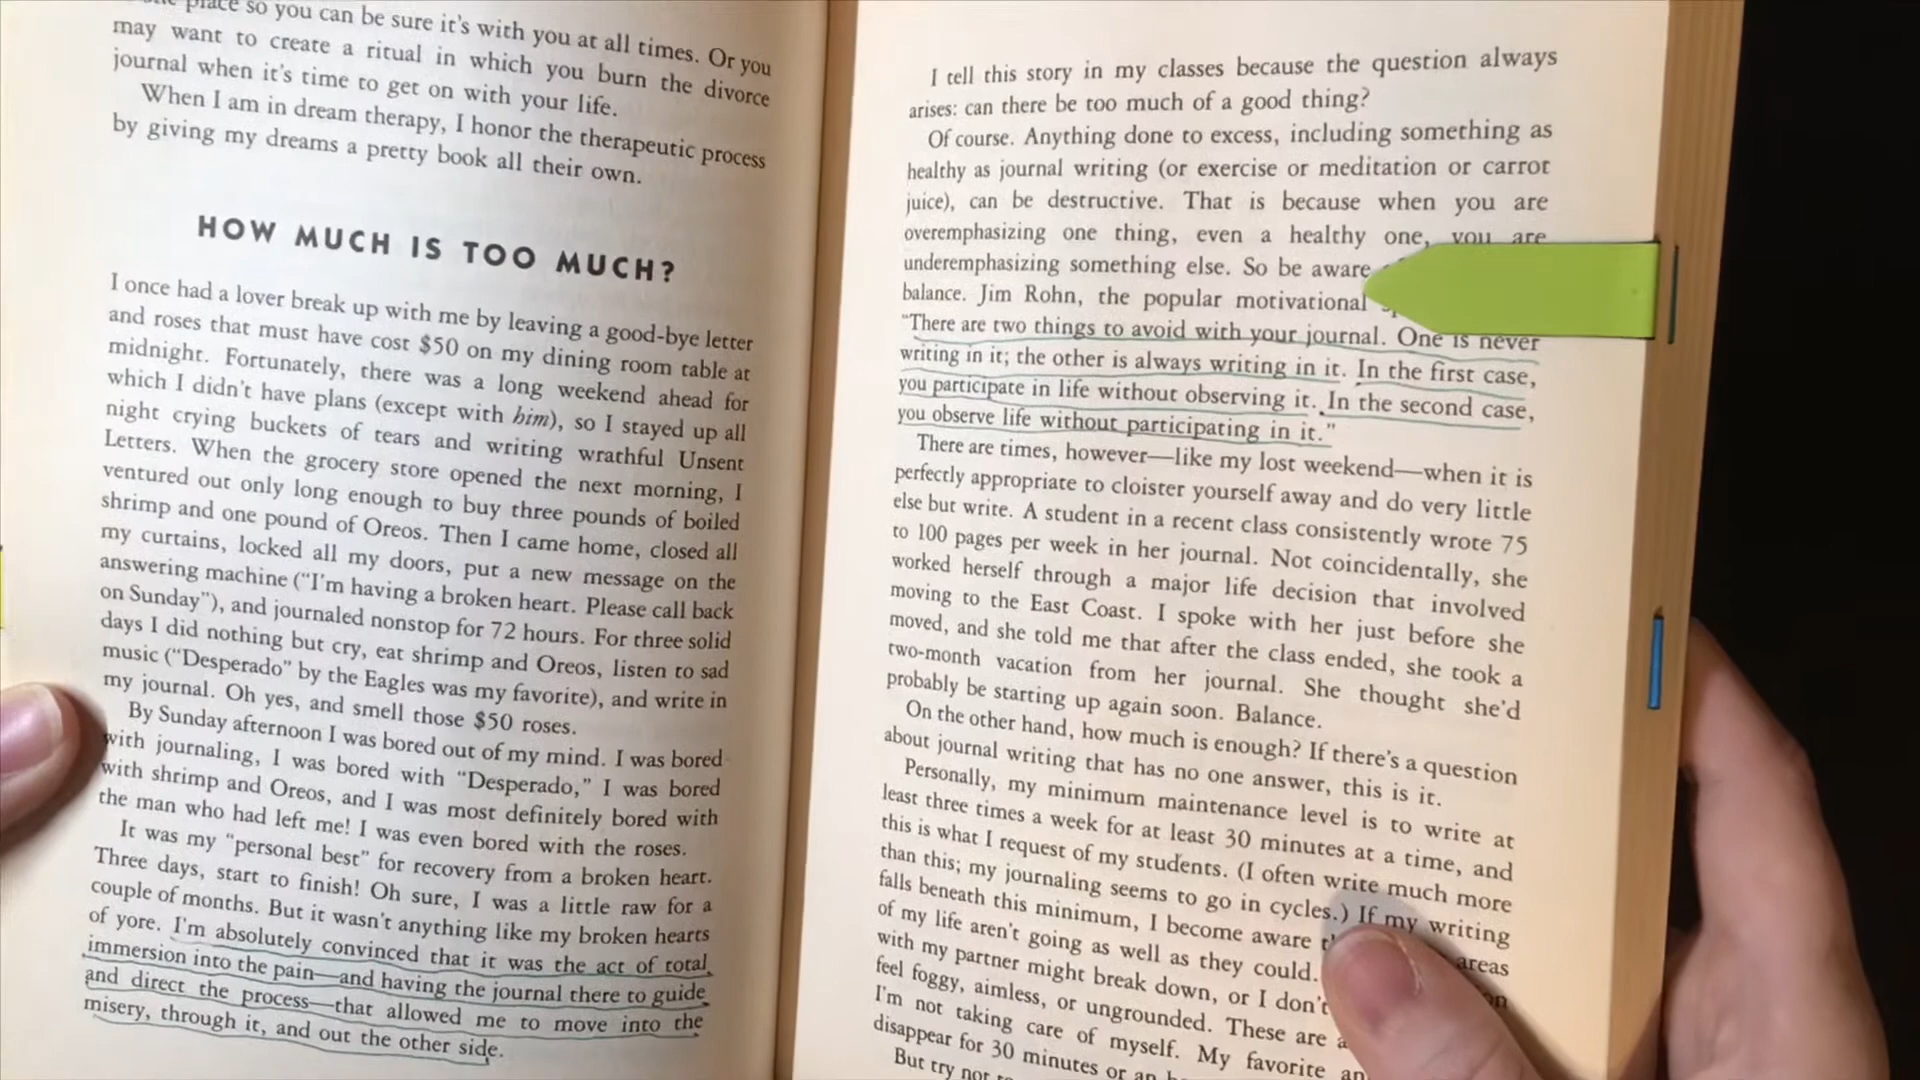 place so you can be sure it's with you at all times. Or you
may want to create a ritual in which you burn the divorce
journal when it's time to get on with your life.
When I am in dream therapy, I honor the therapeutic process
by giving my dreams a pretty book all their own.
HOW MUCH IS TOO MUCH?
I once had a lover break up with me by leaving a good-bye letter
and roses that must have cost $50 on my dining room table at
midnight. Fortunately, there was a long weekend ahead for
which I didn't have plans (except with him), so I stayed up all
night crying buckets of tears and writing wrathful Unsent
Letters. When the grocery store opened the next morning, I
ventured out only long enough to buy three pounds of boiled
shrimp and one pound of Oreos. Then I came home, closed all
my curtains, locked all my doors, put a new message on the
answering machine ("I'm having a broken heart. Please call back
on Sunday"), and journaled nonstop for 72 hours. For three solid
days I did nothing but cry, eat shrimp and Oreos, listen to sad
music ("Desperado" by the Eagles was my favorite), and write in
my journal. Oh yes, and smell those $50 roses.
By Sunday afternoon I was bored out of my mind. I was bored
with journaling, I was bored with "Desperado," I was bored
with shrimp and Oreos, and I was most definitely bored with
the man who had left me! I was even bored with the roses.
It was my "personal best" for recovery from a broken heart.
Three days, start to finish! Oh sure, I was a little raw for a
couple of months. But it wasn't anything like my broken hearts
of yore. I'm absolutely convinced that it was the act of total
immersion into the pain—and having the journal there to guide
and direct the process—that allowed me to move into the
misery, through it, and out the other side.
I tell this story in my classes because the question always
arises: can there be too much of a good thing?
Of course. Anything done to excess, including something as
healthy as journal writing (or exercise or meditation or carrot
juice), can be destructive. That is because when you are
overemphasizing one thing, even a healthy one, you are
underemphasizing something else. So be aware
balance. Jim Rohn, the popular motivational
"There are two things to avoid with your journal. One is never
writing in it; the other is always writing in it. In the first case,
you participate in life without observing it. In the second case,
you observe life without participating in it."
There are times, however—like my lost weekend—when it is
perfectly appropriate to cloister yourself away and do very little
else but write. A student in a recent class consistently wrote 75
to 100 pages per week in her journal. Not coincidentally, she
worked herself through a major life decision that involved
moving to the East Coast. I spoke with her just before she
moved, and she told me that after the class ended, she took a
two-month vacation from her journal. She thought she'd
probably be starting up again soon. Balance.
On the other hand, how much is enough? If there's a question
about journal writing that has no one answer, this is it.
Personally, my minimum maintenance level is to write at
least three times a week for at least 30 minutes at a time, and
this is what I request of my students. (I often write much more
than this; my journaling seems to go in cycles.) If my writing
falls beneath this minimum, I become aware areas
of my life aren't going as well as they could.
with my partner might break down, or I don't
feel foggy, aimless, or ungrounded. These are
I'm not taking care of myself. My favorite
disappear for 30 minutes or an
But try not